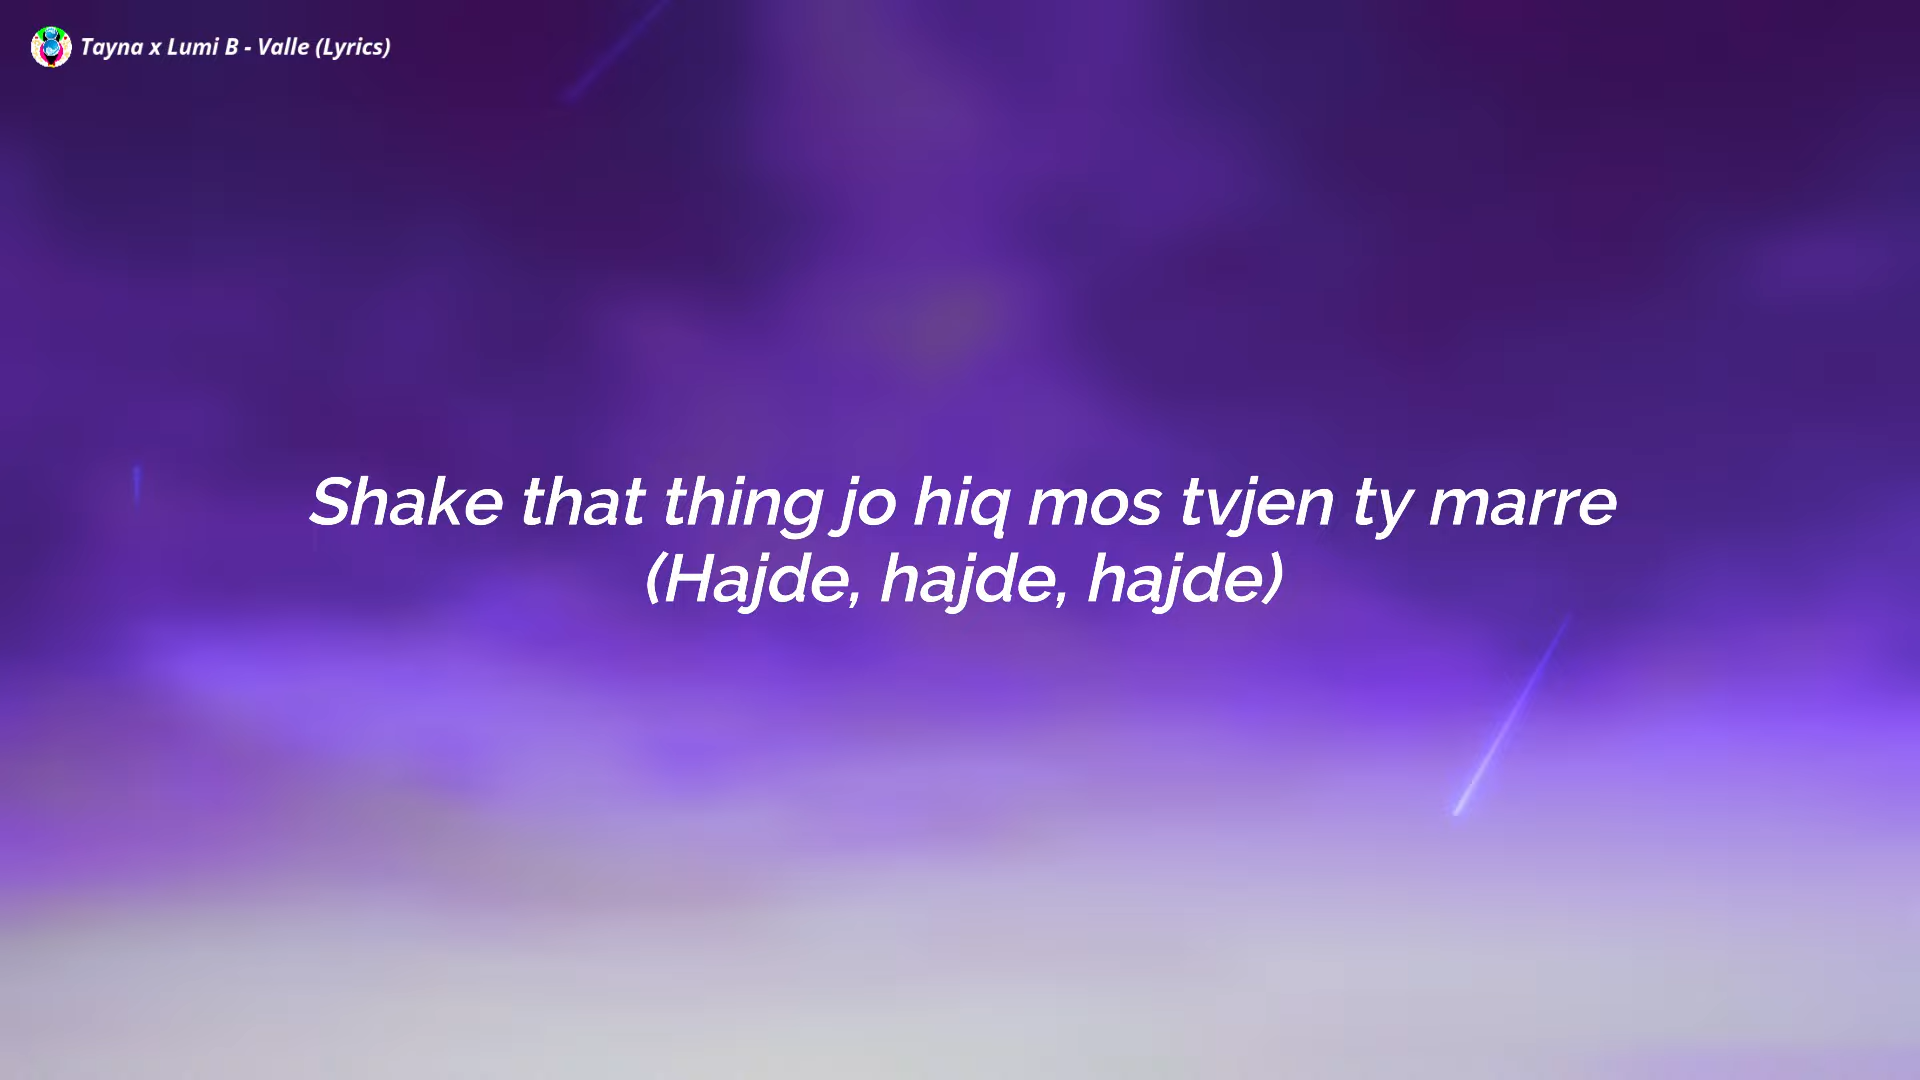 Tayna x Lumi B - Valle (Lyrics)
Shake that thing jo hiq mos tvjen ty marre
(Hajde, hajde, hajde)